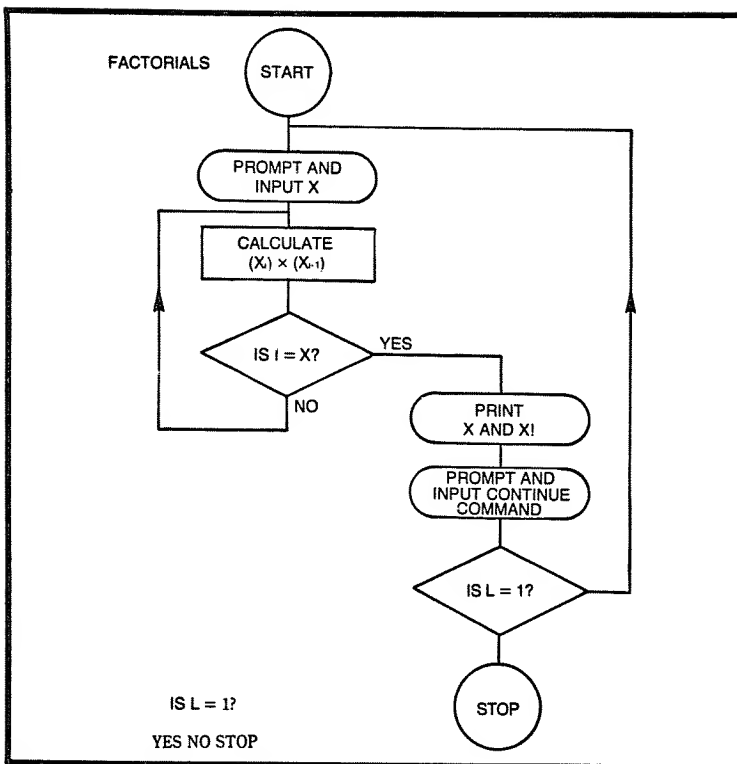 FACTORIALS
START
PROMPT AND
INPUT X
CALCULATE
(Xᵢ) × (Xᵢ₋₁)
IS I = X?
YES
NO
PRINT
X AND X!
PROMPT AND
INPUT CONTINUE
COMMAND
IS L = 1?
STOP
IS L = 1?
YES NO STOP